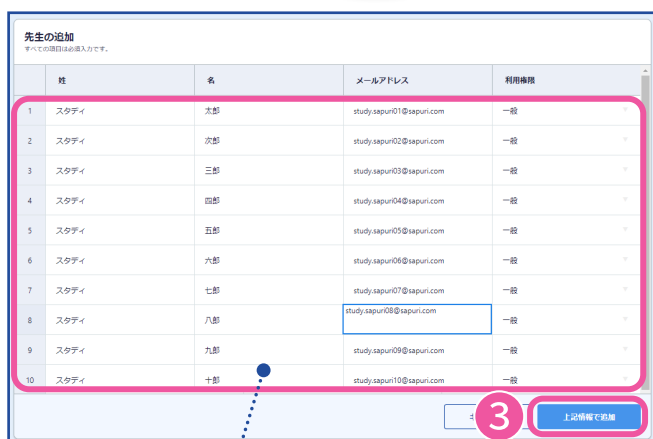 先生の追加
すべての項目は必須入力です。
姓 名 メールアドレス 利用権限
1 スタディ 太郎 study.sapuri01@sapuri.com 一般
2 スタディ 次郎 study.sapuri02@sapuri.com 一般
3 スタディ 三郎 study.sapuri03@sapuri.com 一般
4 スタディ 四郎 study.sapuri04@sapuri.com 一般
5 スタディ 五郎 study.sapuri05@sapuri.com 一般
6 スタディ 六郎 study.sapuri06@sapuri.com 一般
7 スタディ 七郎 study.sapuri07@sapuri.com 一般
8 スタディ 八郎 study.sapuri08@sapuri.com 一般
9 スタディ 九郎 study.sapuri09@sapuri.com 一般
10 スタディ 十郎 study.sapuri10@sapuri.com 一般
3 上記情報で追加